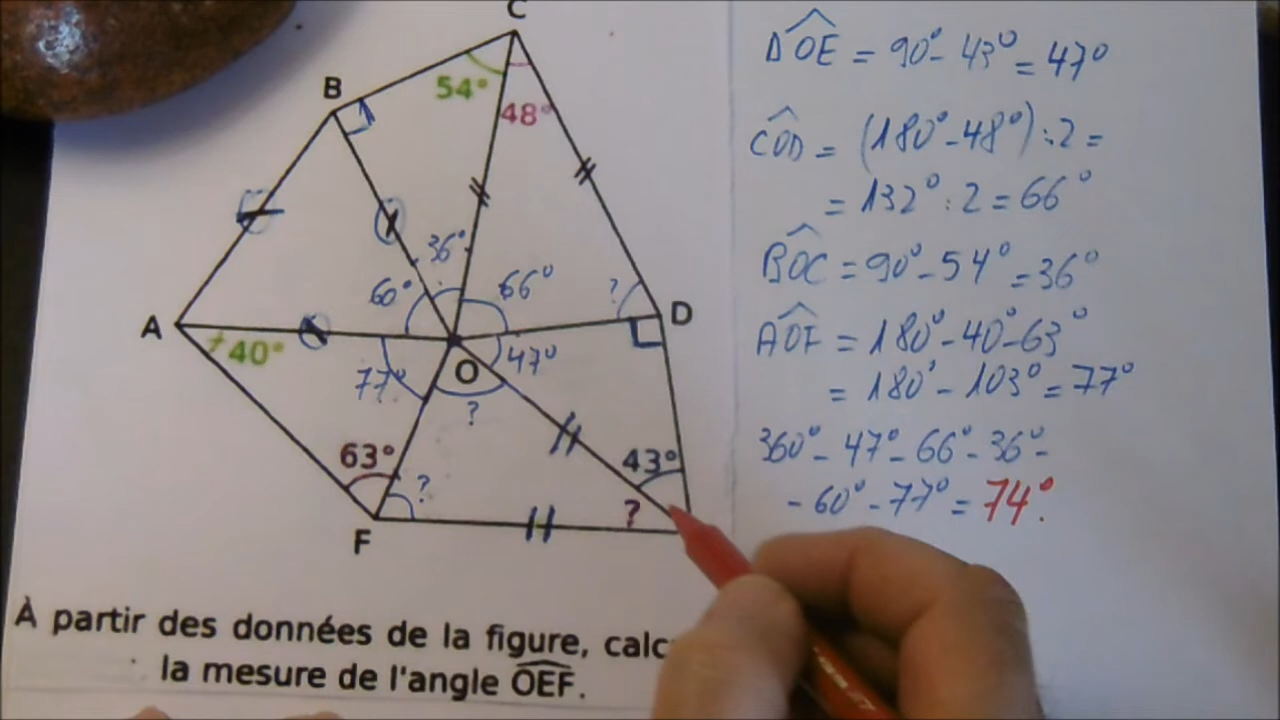 C
B
54°
48°
36°
60°
66°
?
D
A
40°
O
47°
77°
?
63°
43°
?
?
F
À partir des données de la figure, calc
la mesure de l'angle OEF.
DOE = 90° - 43° = 47°
COD = (180° - 48°) : 2 =
= 132° : 2 = 66°
BOC = 90° - 54° = 36°
AOF = 180° - 40° - 63°
= 180° - 103° = 77°
360° - 47° - 66° - 36° -
- 60° - 77° = 74°.